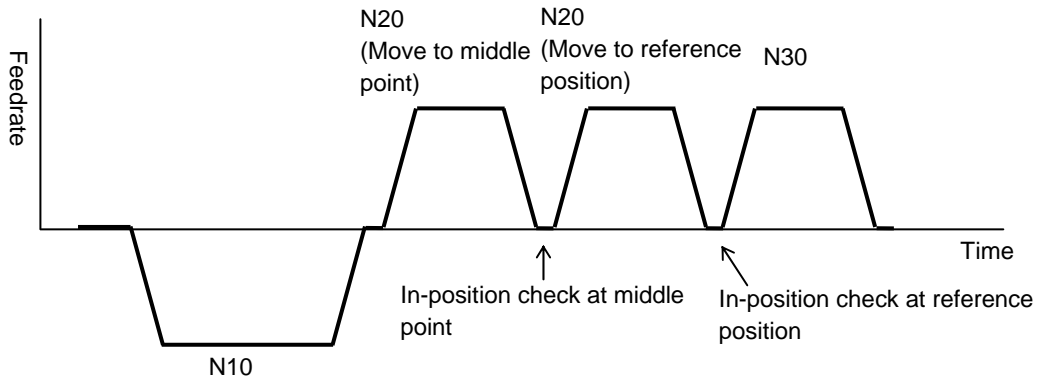 N20
(Move to middle
point)
N20
(Move to reference
position)
N30
Feedrate
Time
In-position check at middle
point
In-position check at reference
position
N10